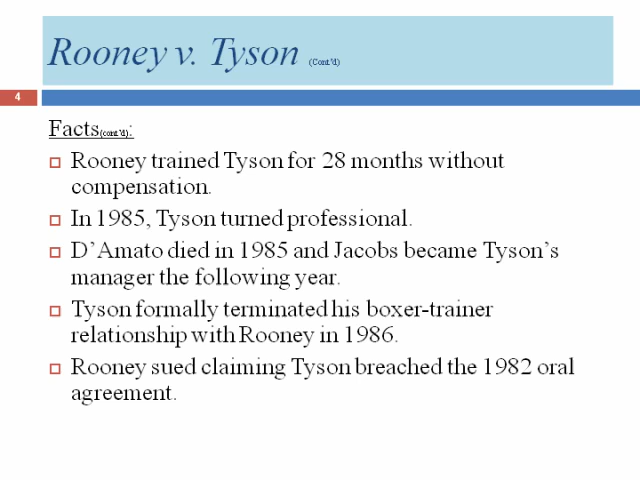 Rooney v. Tyson (Cont'd)
4
Facts(cont'd):
Rooney trained Tyson for 28 months without
compensation.
In 1985, Tyson turned professional.
D’Amato died in 1985 and Jacobs became Tyson’s
manager the following year.
Tyson formally terminated his boxer-trainer
relationship with Rooney in 1986.
Rooney sued claiming Tyson breached the 1982 oral
agreement.